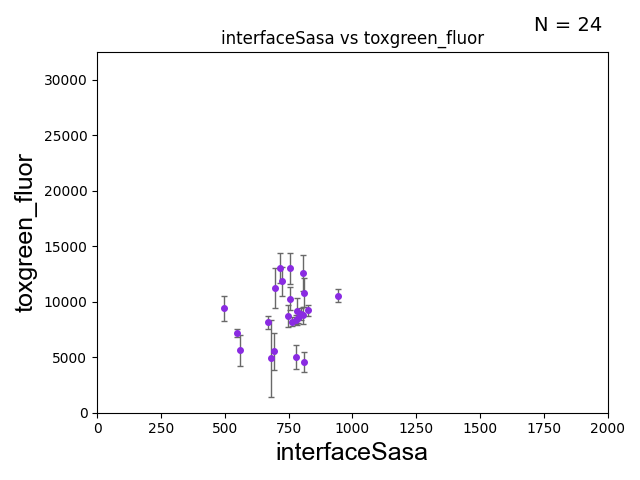 N = 24
interfaceSasa vs toxgreen_fluor
30000
25000
20000
15000
10000
5000
0
toxgreen_fluor
0 250 500 750 1000 1250 1500 1750 2000
interfaceSasa